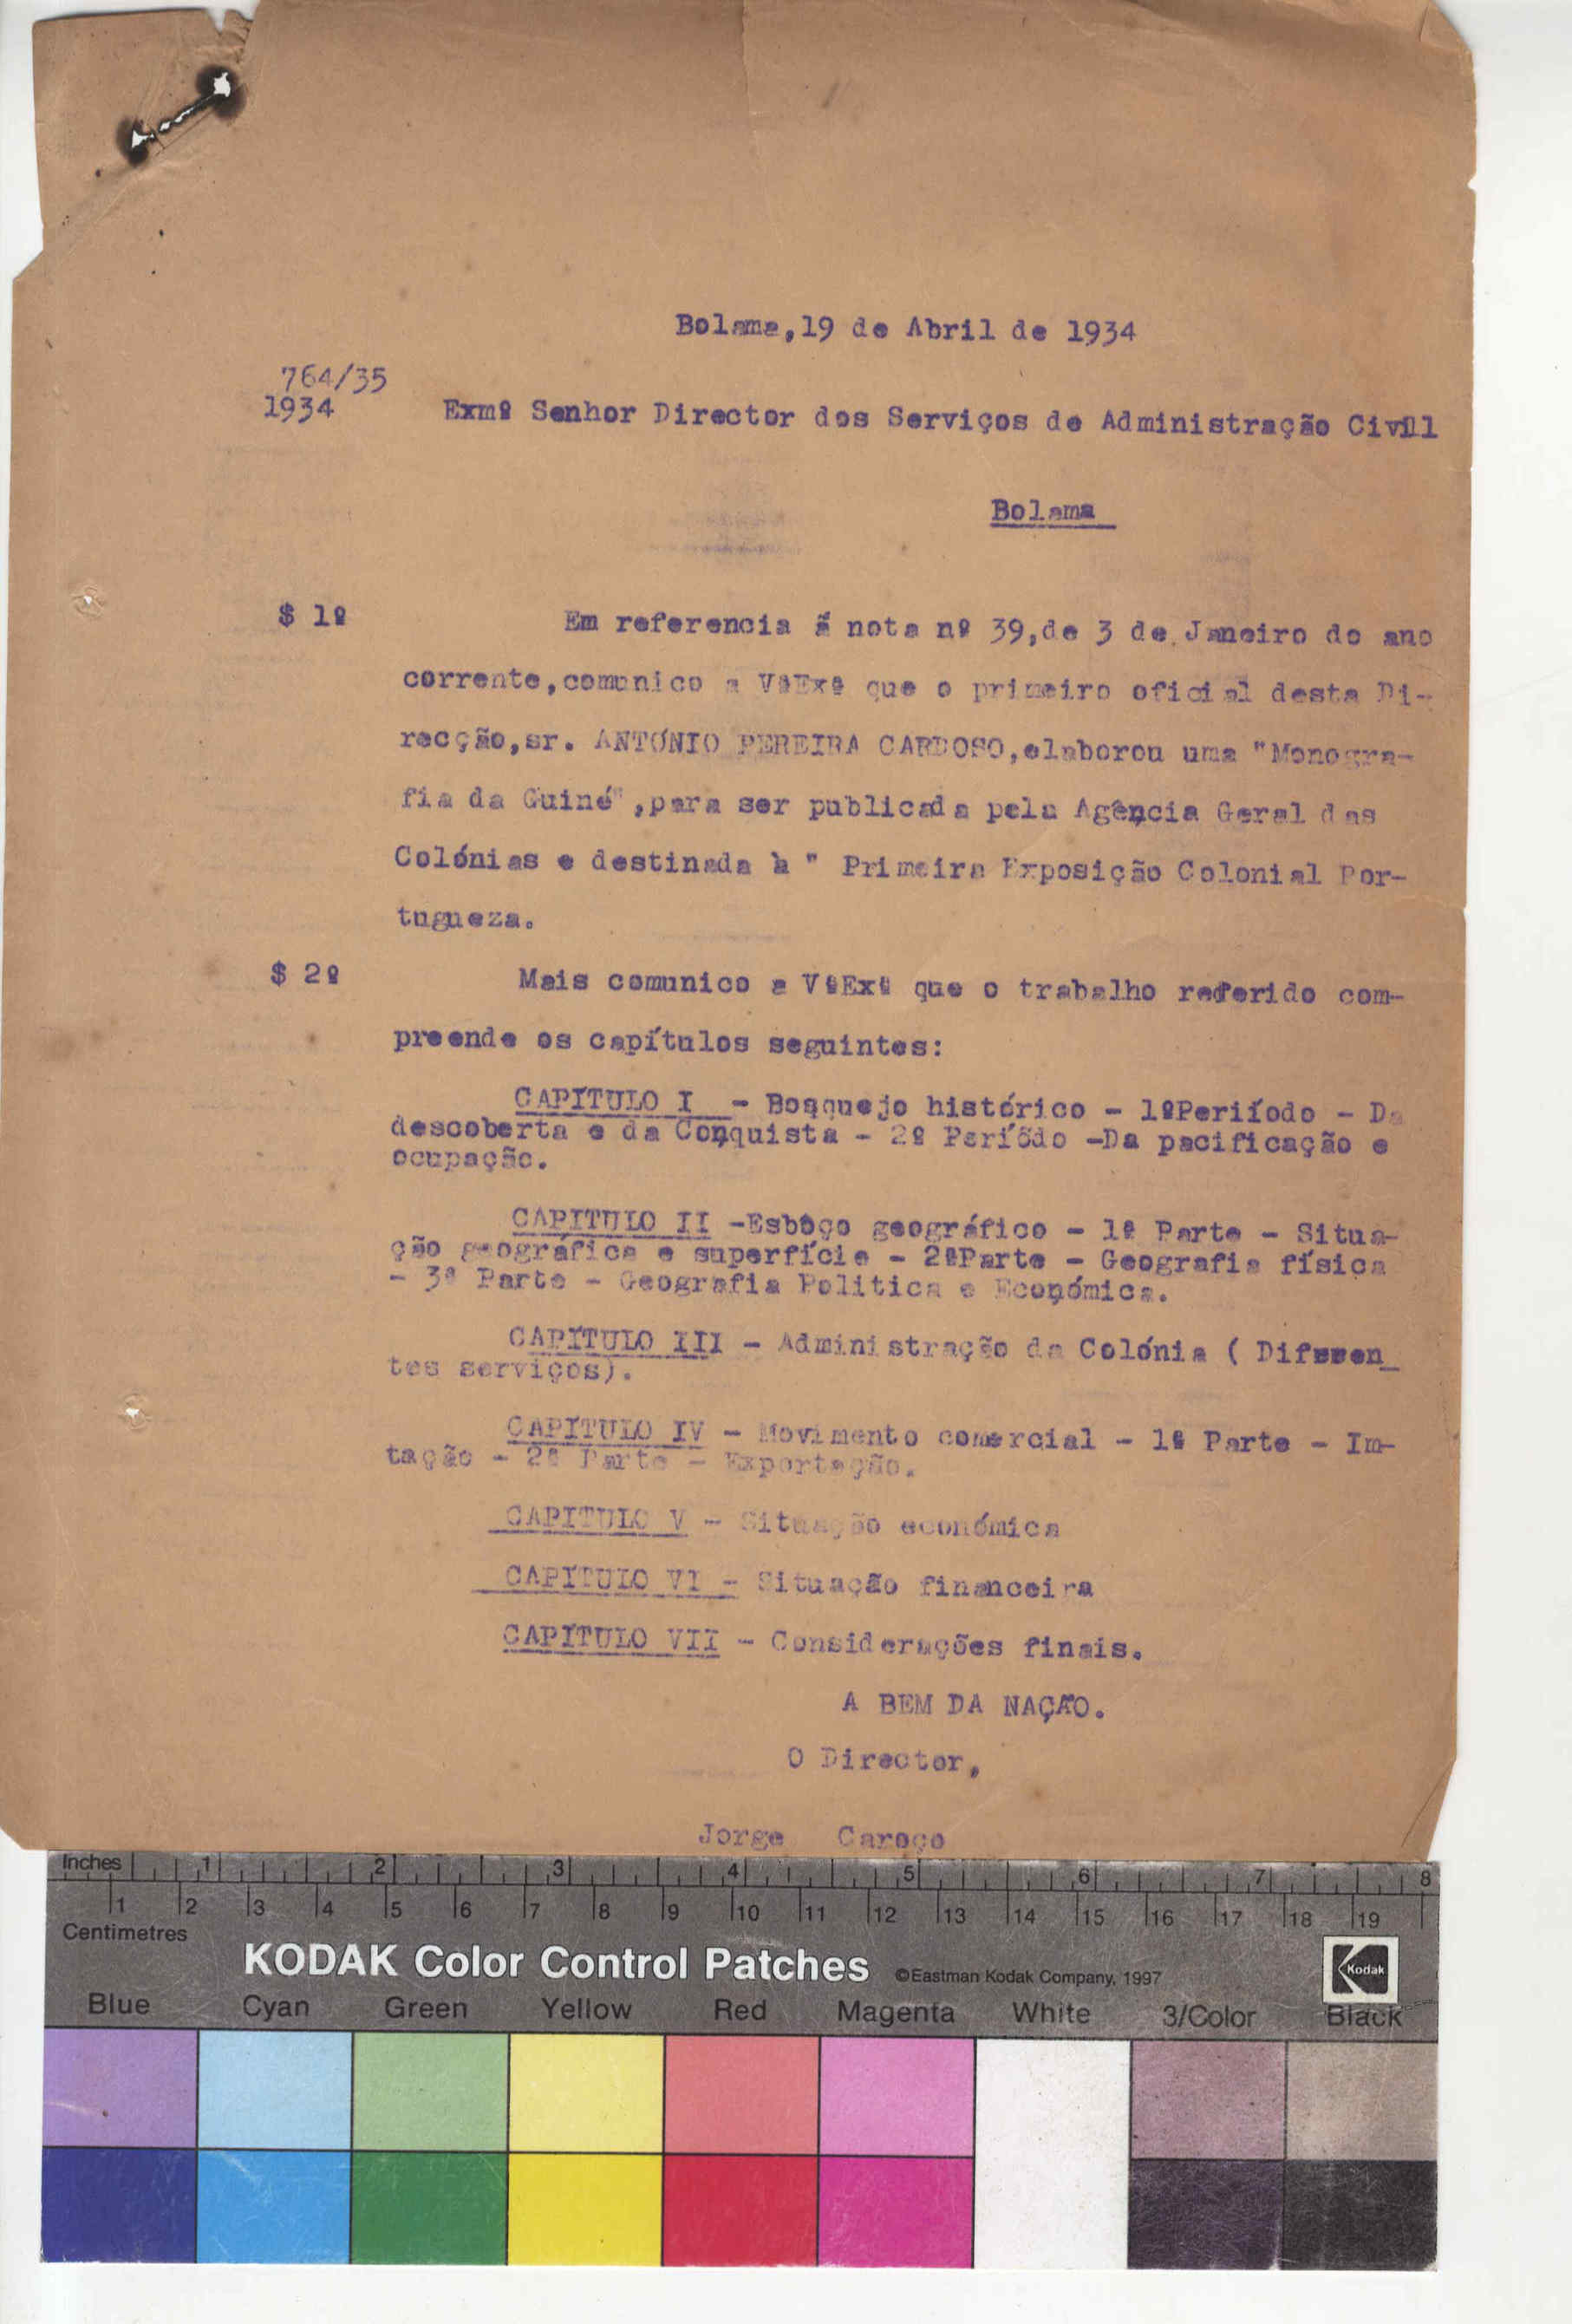 Bolama,19 de Abril de 1934
764/35
1934
Exmº Senhor Director dos Serviços de Administração Civill
Bolama
$ 1º
Em referencia á nota nº 39,de 3 de Janeiro do ano
corrente,comunico a VªExª que o primeiro oficial desta Di-
recção,sr. ANTÓNIO PEREIRA CARDOSO,elaborou uma "Monogra-
fia da Guiné",para ser publicada pela Agência Geral das
Colónias e destinada à " Primeira Exposição Colonial Por-
tugueza.
$ 2º
Mais comunico a VªExª que o trabalho referido com-
preende os capítulos seguintes:
CAPÍTULO I - Bosquejo histórico - 1ºPeriíodo - Da
descoberta e da Conquista - 2º Período -Da pacificação e
ocupação.
CAPITULO II -Esbôço geográfico - 1ª Parte - Situa-
ção geográfica e superfície - 2ªParte - Geografia física
- 3ª Parte - Geografia Politica e Económica.
CAPÍTULO III - Administração da Colónia ( Diferen_
tes serviços).
CAPÍTULO IV - Movimento comercial - 1ª Parte - Im-
tação - 2ª Parte - Exportação.
CAPITULO V - Situação económica
CAPÍTULO VI - Situação financeira
CAPÍTULO VII - Considerações finais.
A BEM DA NAÇÃO.
O Director,
Jorge Caroço
Inches 1 2 3 4 5 6 7 8
1 2 3 4 5 6 7 8 9 10 11 12 13 14 15 16 17 18 19
Centimetres
KODAK Color Control Patches ©Eastman Kodak Company, 1997 Kodak
Blue Cyan Green Yellow Red Magenta White 3/Color Black